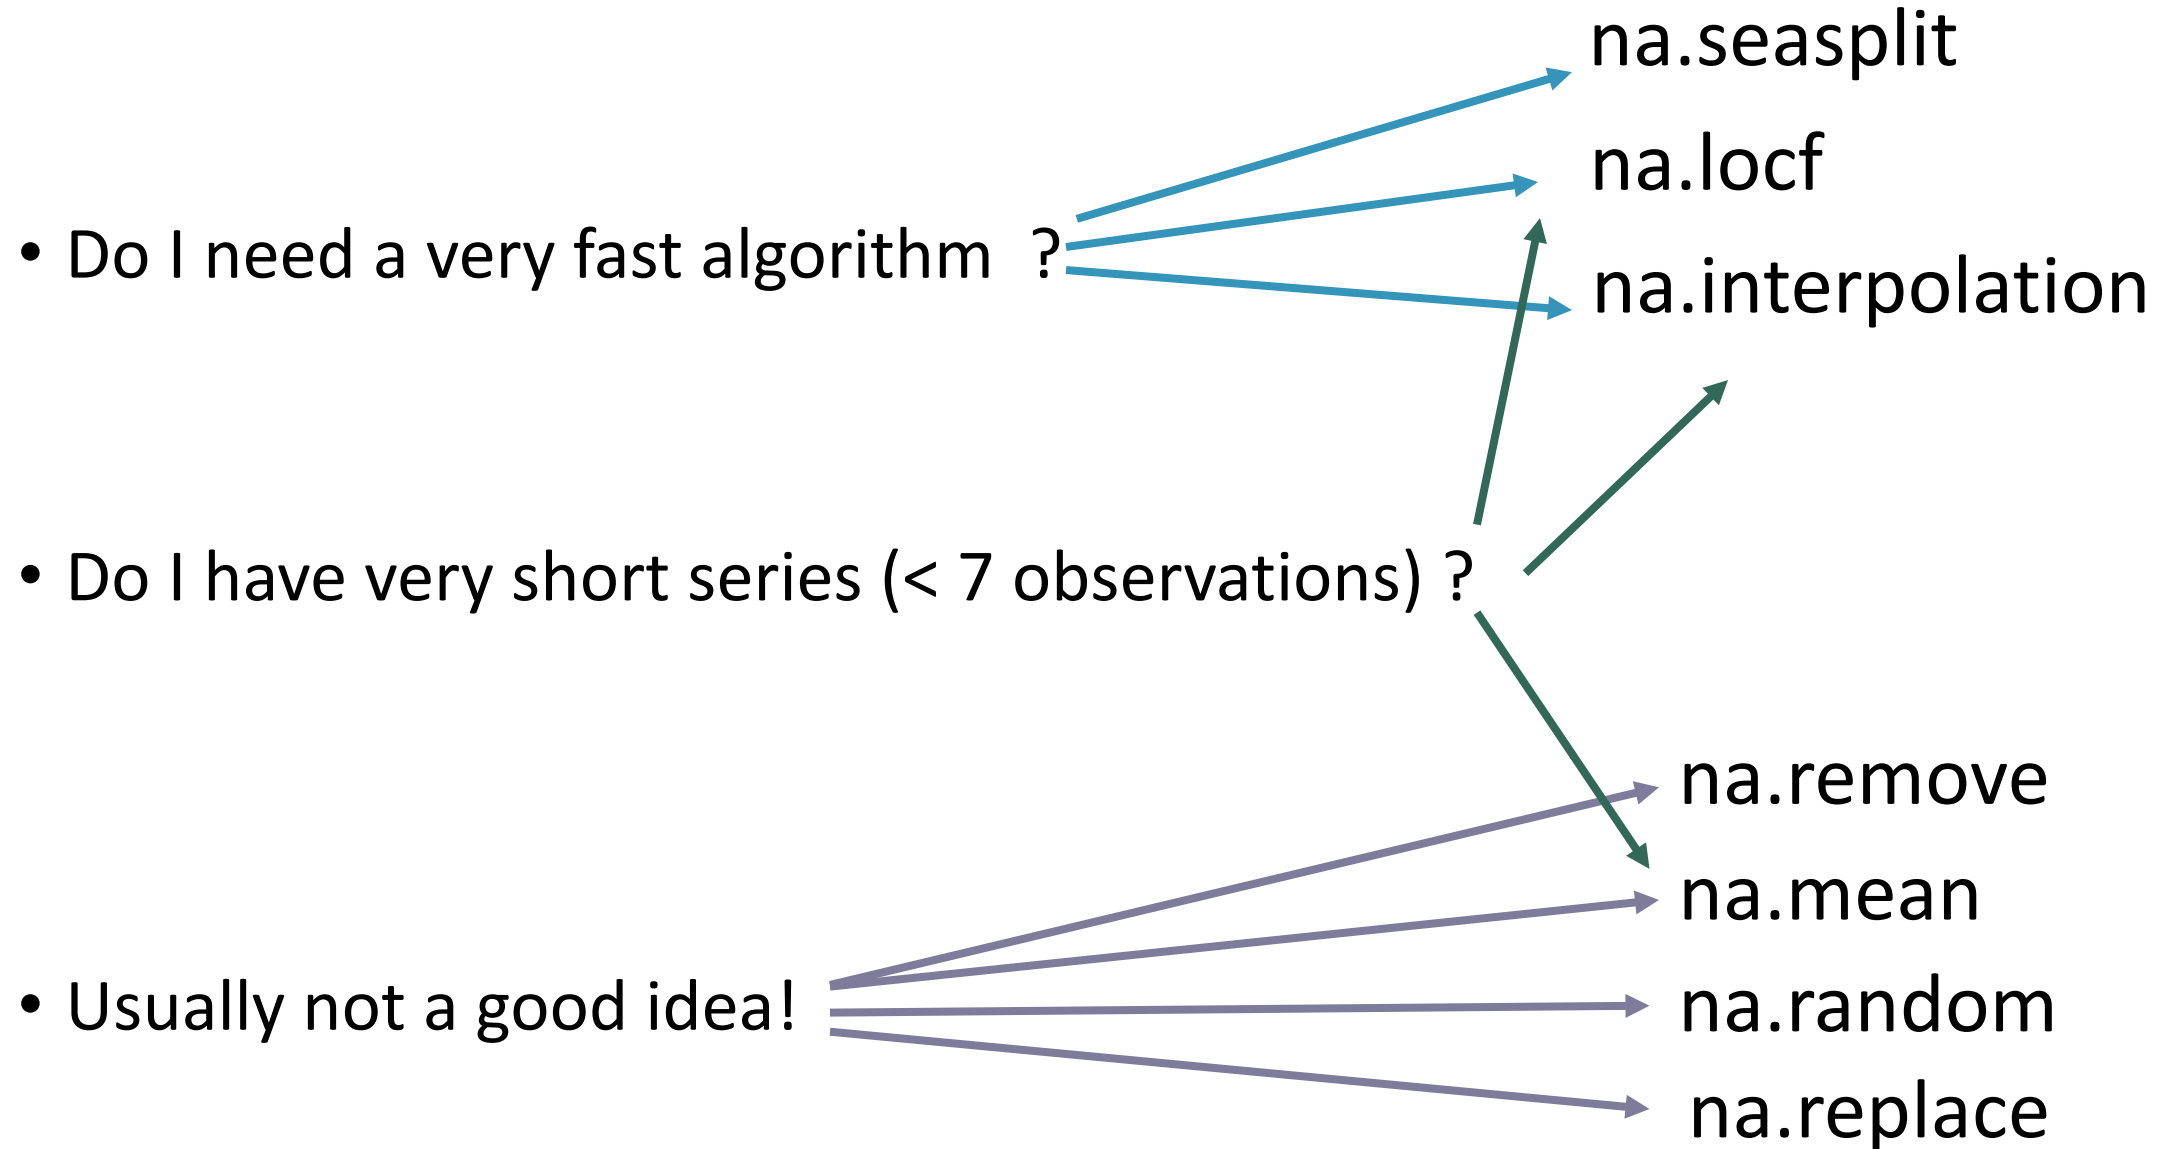 na.seasplit
na.locf
• Do I need a very fast algorithm  ?
na.interpolation
• Do I have very short series (< 7 observations) ?
na.remove
na.mean
• Usually not a good idea!
na.random
na.replace